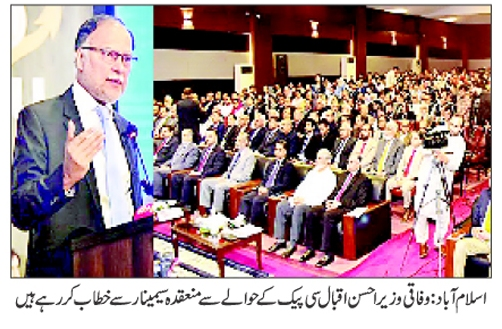 اسلام آباد: وفاقی وزیر احسن اقبال سی پیک کے حوالے سے منعقدہ سیمینار سے خطاب کر رہے ہیں